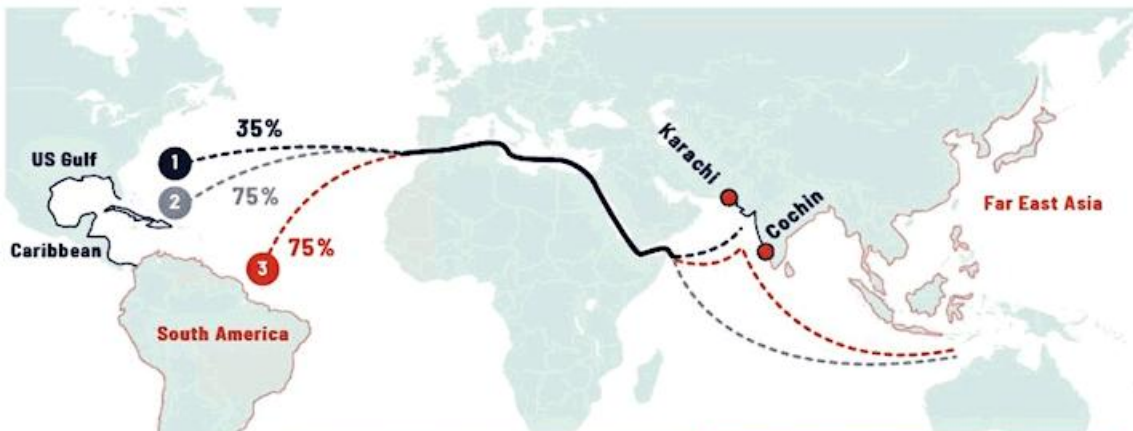 35%
Karachi
US Gulf
1
2
75%
Cochin
Far East Asia
Caribbean
75%
3
South America